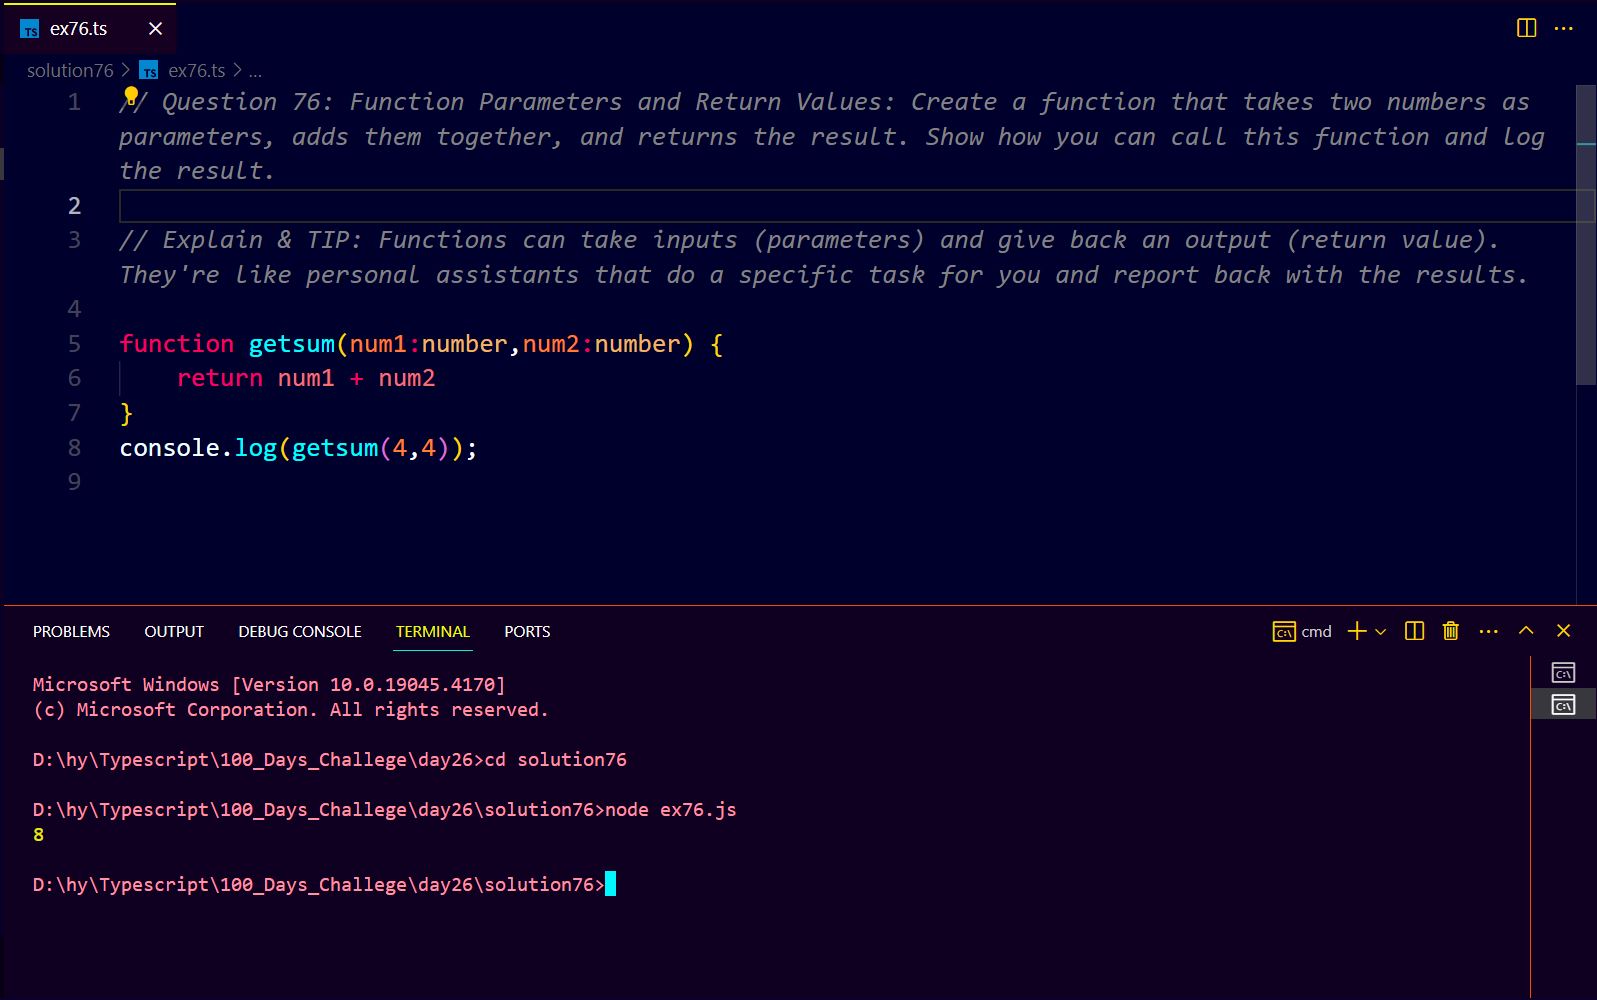 TS ex76.ts
solution76 > TS ex76.ts > ...
1 // Question 76: Function Parameters and Return Values: Create a function that takes two numbers as
parameters, adds them together, and returns the result. Show how you can call this function and log
the result.
2
3 // Explain & TIP: Functions can take inputs (parameters) and give back an output (return value).
They're like personal assistants that do a specific task for you and report back with the results.
4
5 function getsum(num1:number,num2:number) {
6 return num1 + num2
7 }
8 console.log(getsum(4,4));
9
PROBLEMS OUTPUT DEBUG CONSOLE TERMINAL PORTS cmd
Microsoft Windows [Version 10.0.19045.4170]
(c) Microsoft Corporation. All rights reserved.
D:\hy\Typescript\100_Days_Challege\day26>cd solution76
D:\hy\Typescript\100_Days_Challege\day26\solution76>node ex76.js
8
D:\hy\Typescript\100_Days_Challege\day26\solution76>